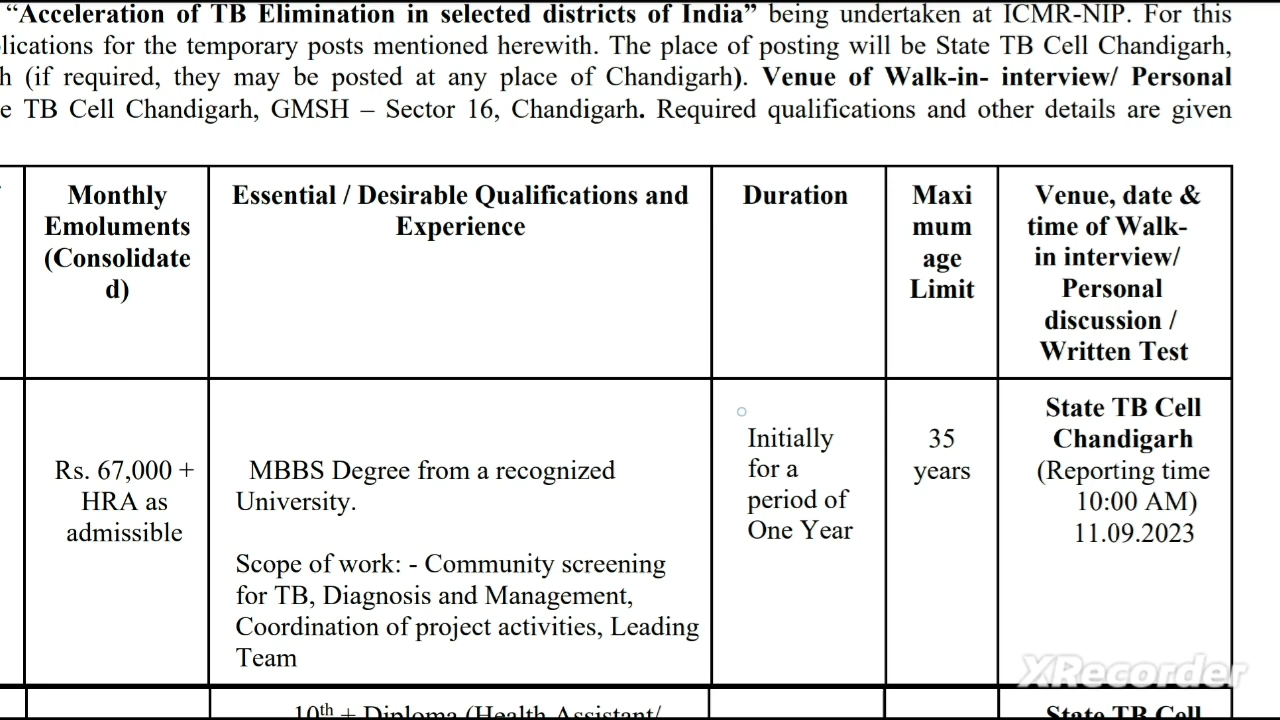 “Acceleration of TB Elimination in selected districts of India” being undertaken at ICMR-NIP. For this
lications for the temporary posts mentioned herewith. The place of posting will be State TB Cell Chandigarh,
h (if required, they may be posted at any place of Chandigarh). Venue of Walk-in- interview/ Personal
e TB Cell Chandigarh, GMSH – Sector 16, Chandigarh. Required qualifications and other details are given
Monthly
Emoluments
(Consolidate
d)
Essential / Desirable Qualifications and
Experience
Duration
Maxi
mum
age
Limit
Venue, date &
time of Walk-
in interview/
Personal
discussion /
Written Test
Rs. 67,000 +
HRA as
admissible
MBBS Degree from a recognized
University.
Scope of work: - Community screening
for TB, Diagnosis and Management,
Coordination of project activities, Leading
Team
Initially
for a
period of
One Year
35
years
State TB Cell
Chandigarh
(Reporting time
10:00 AM)
11.09.2023
XRecorder
10th + Diploma (Health Assistant/
State TB Cell